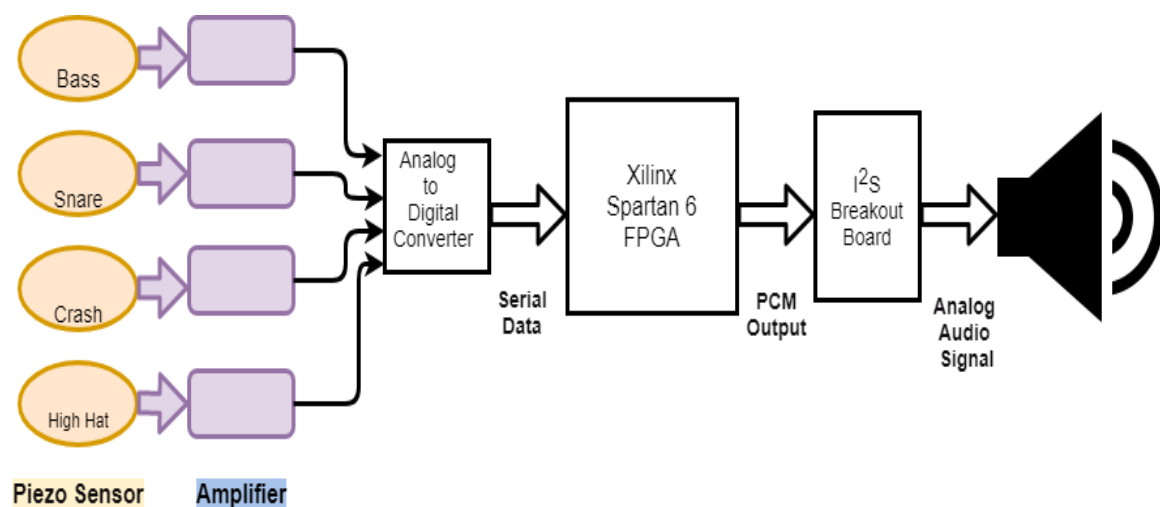 Bass
Snare
Crash
High Hat
Piezo Sensor
Amplifier
Analog
to
Digital
Converter
Serial
Data
Xilinx
Spartan 6
FPGA
PCM
Output
I²S
Breakout
Board
Analog
Audio
Signal